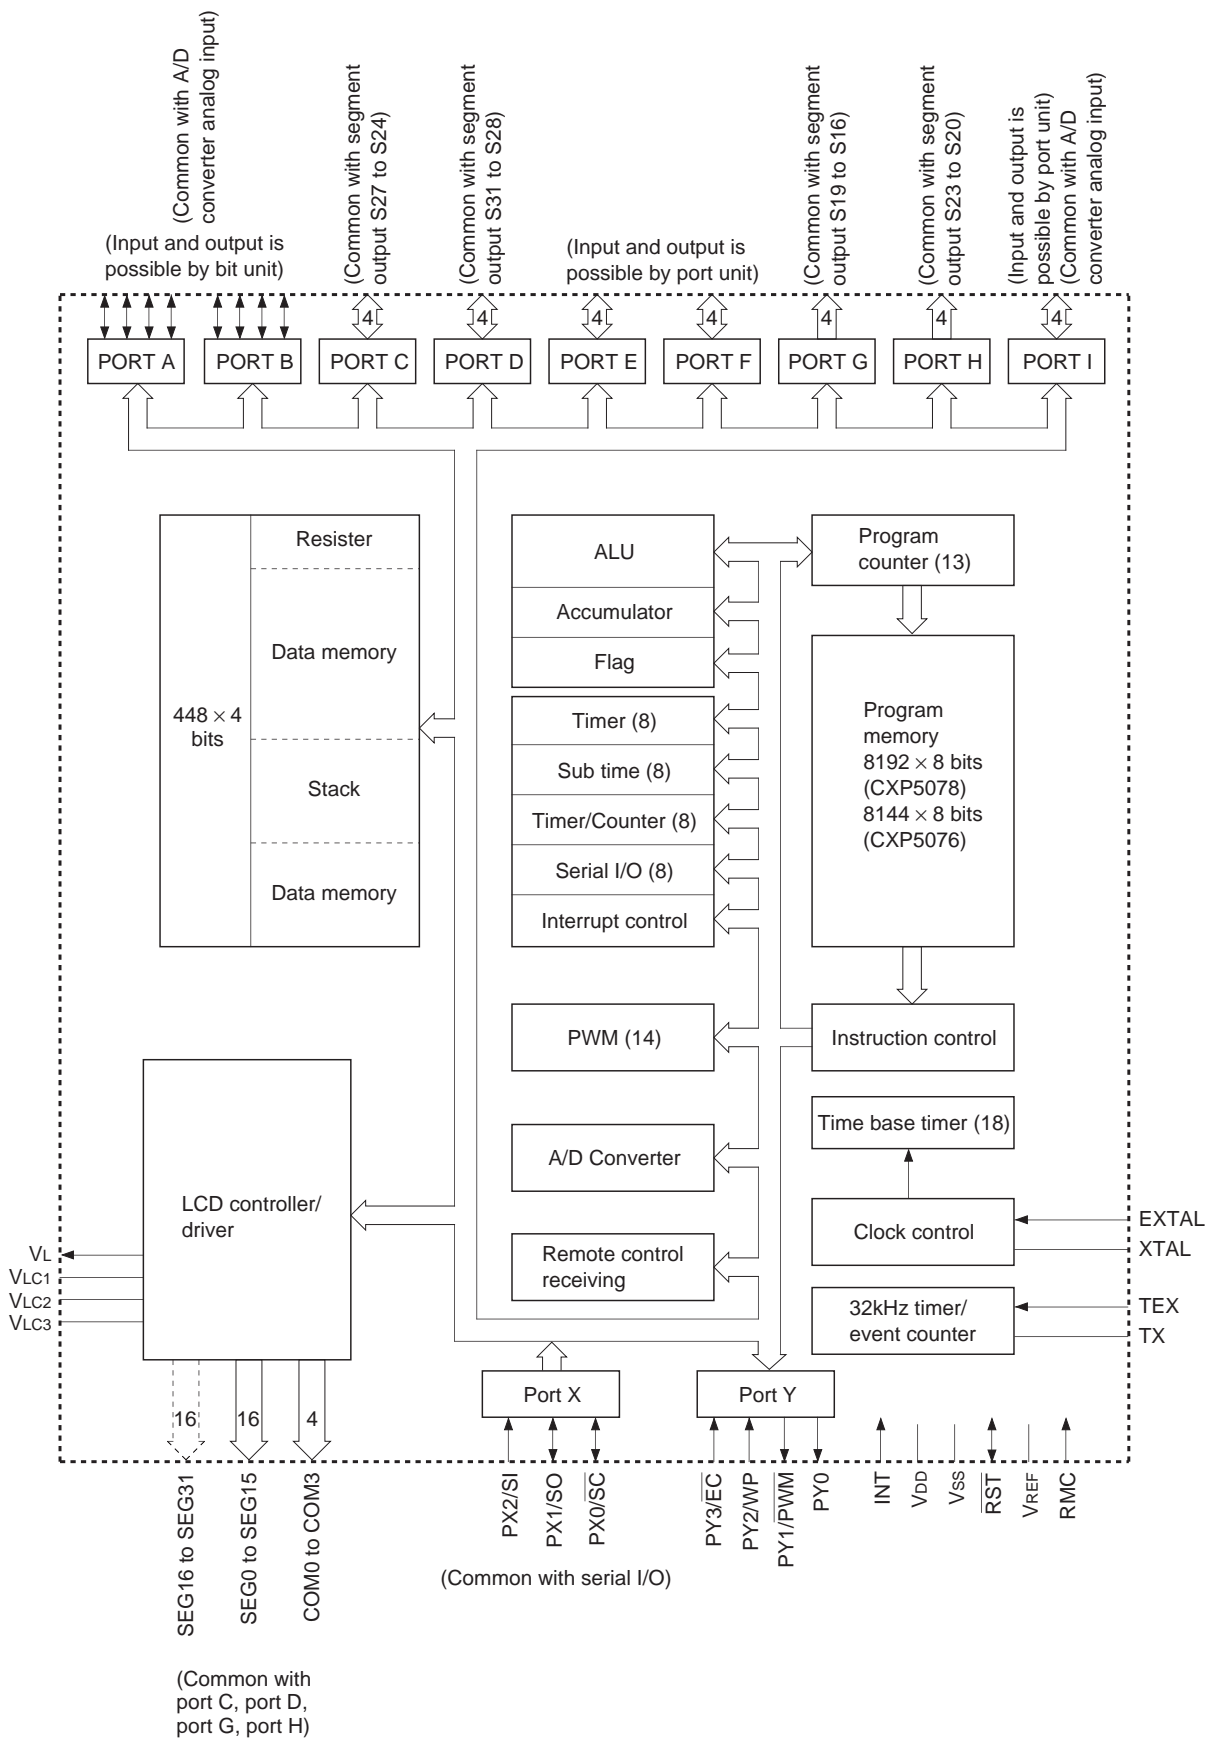 (Common with A/D
converter analog input)
(Input and output is
possible by bit unit)
(Common with segment
output S27 to S24)
(Common with segment
output S31 to S28)
(Input and output is
possible by port unit)
(Common with segment
output S19 to S16)
(Common with segment
output S23 to S20)
(Input and output is
possible by port unit)
(Common with A/D
converter analog input)
4
4
4
4
4
4
4
PORT A
PORT B
PORT C
PORT D
PORT E
PORT F
PORT G
PORT H
PORT I
448 × 4
bits
Resister
Data memory
Stack
Data memory
ALU
Accumulator
Flag
Timer (8)
Sub time (8)
Timer/Counter (8)
Serial I/O (8)
Interrupt control
PWM (14)
A/D Converter
Remote control
receiving
Program
counter (13)
Program
memory
8192 × 8 bits
(CXP5078)
8144 × 8 bits
(CXP5076)
Instruction control
Time base timer (18)
Clock control
32kHz timer/
event counter
EXTAL
XTAL
TEX
TX
LCD controller/
driver
VL
VLC1
VLC2
VLC3
16
16
4
SEG16 to SEG31
SEG0 to SEG15
COM0 to COM3
(Common with
port C, port D,
port G, port H)
Port X
Port Y
PX2/SI
PX1/SO
PX0/S̅C̅
(Common with serial I/O)
PY3/E̅C̅
PY2/WP
PY1/P̅W̅M̅
PY0
INT
VDD
VSS
R̅S̅T̅
VREF
RMC